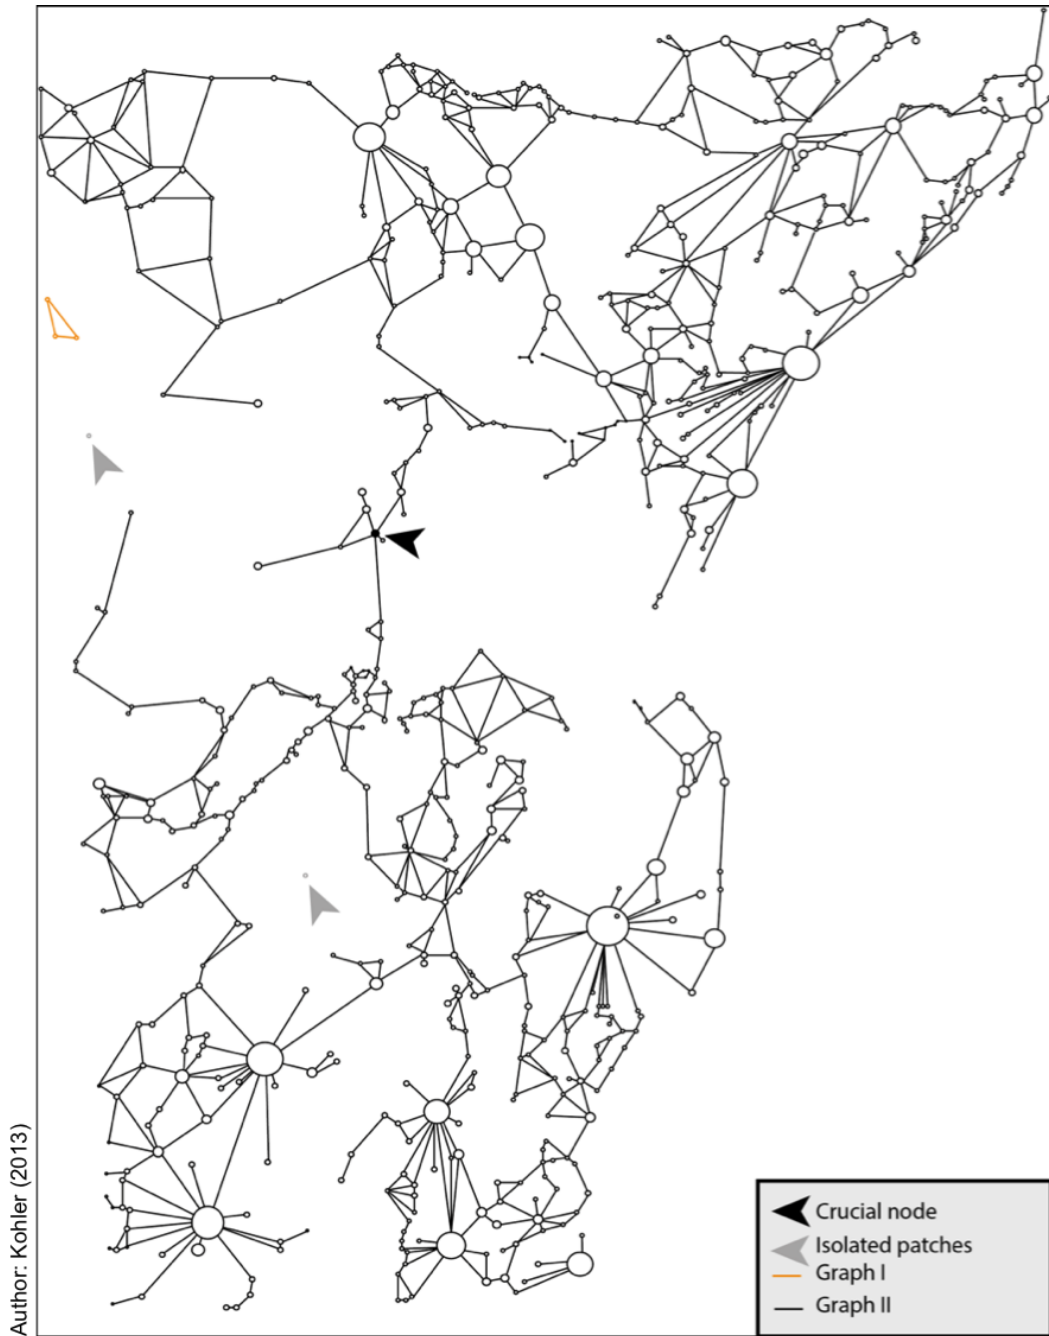 Author: Kohler (2013)
Crucial node
Isolated patches
Graph I
Graph II